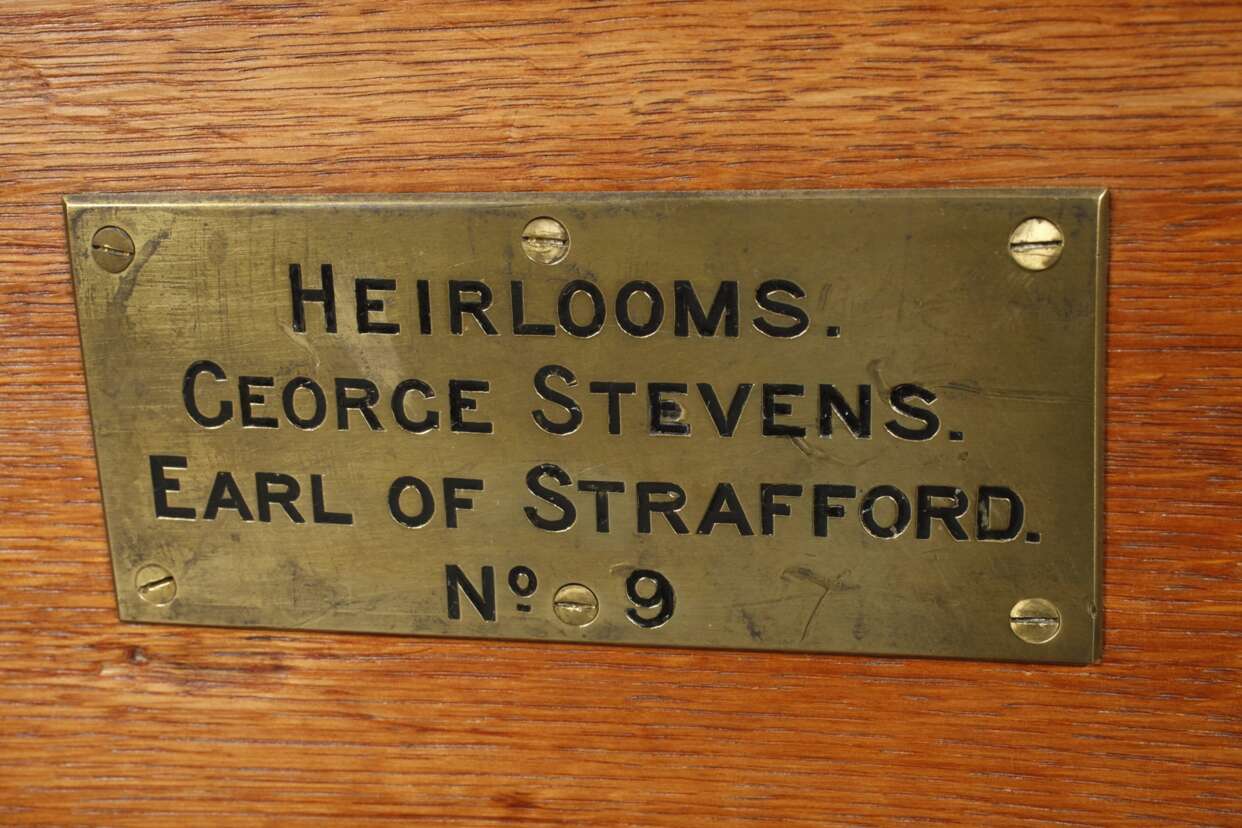 HEIRLOOMS.
GEORGE STEVENS.
EARL OF STRAFFORD.
Nº 9